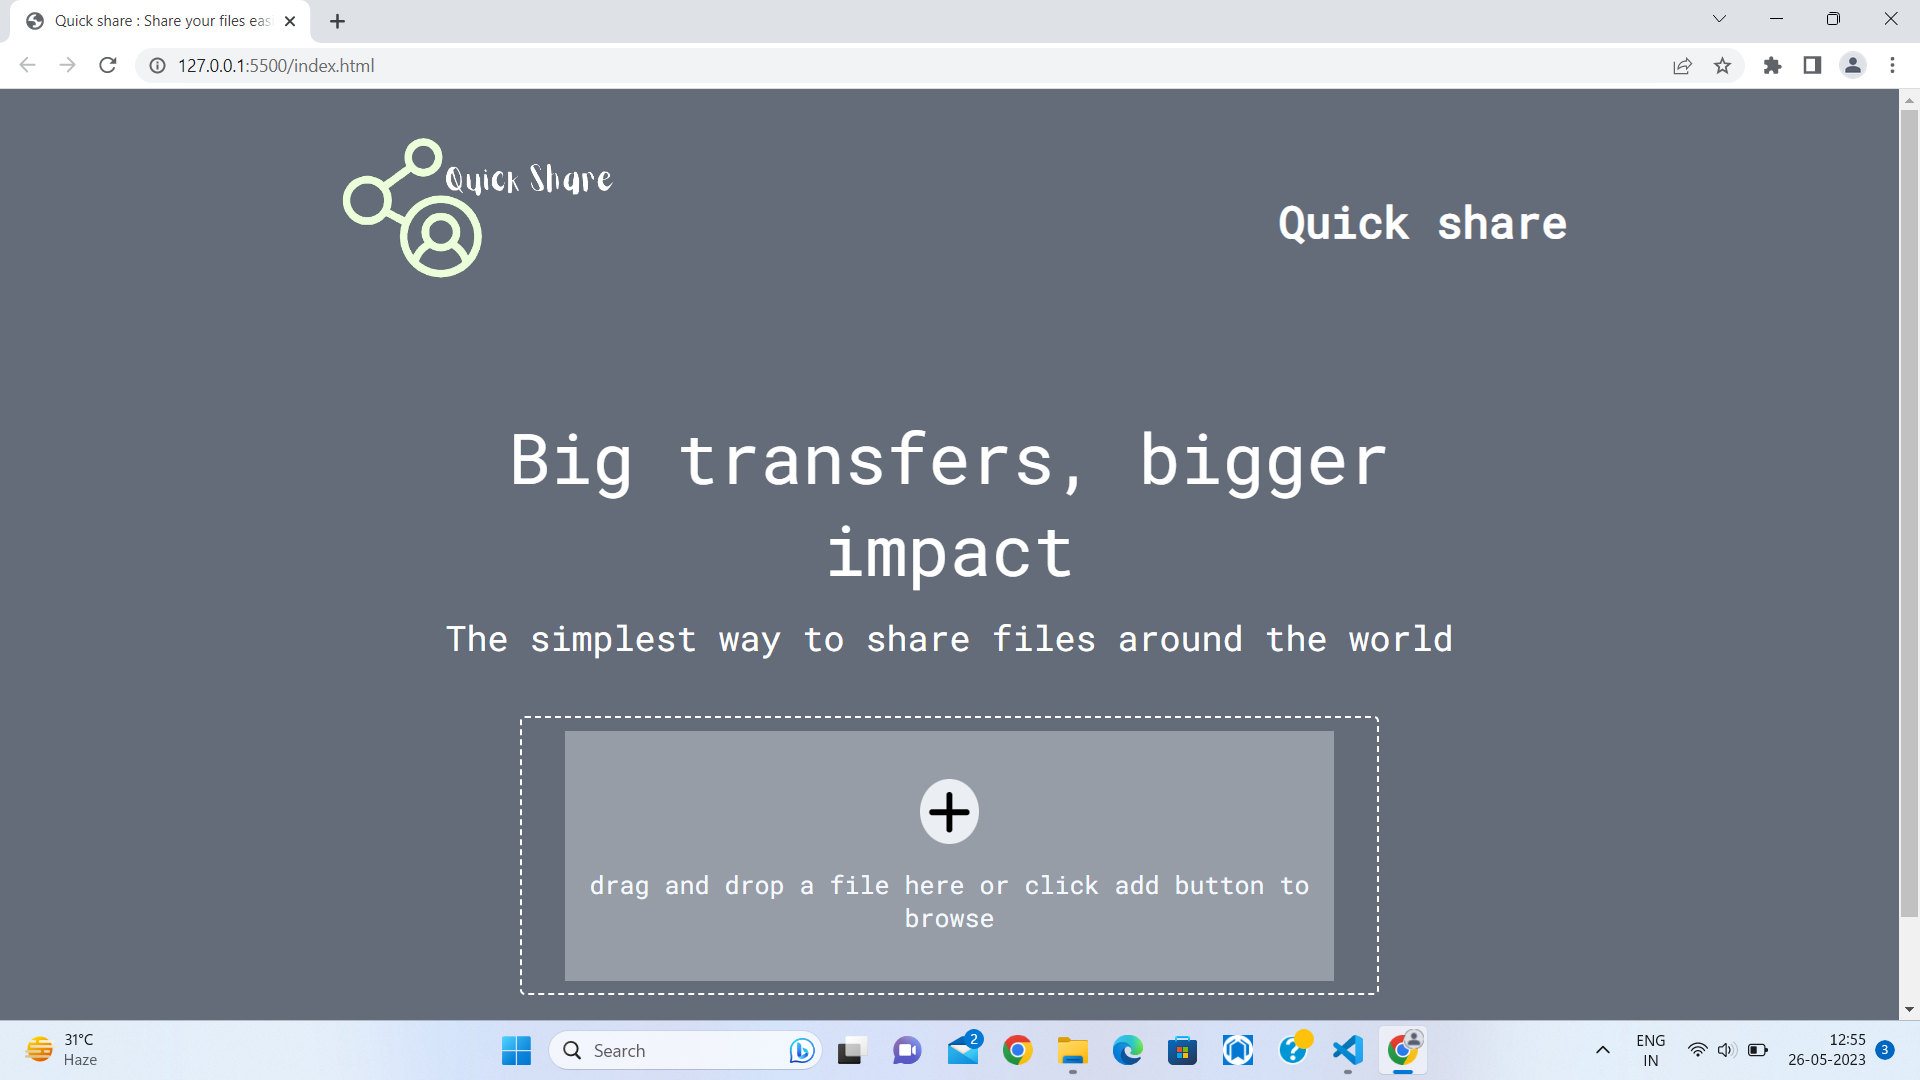 Quick share : Share your files eas
127.0.0.1:5500/index.html
Quick Share
Quick share
Big transfers, bigger
impact
The simplest way to share files around the world
drag and drop a file here or click add button to
browse
31°C
Haze
Search
2
ENG
IN
12:55
26-05-2023
3